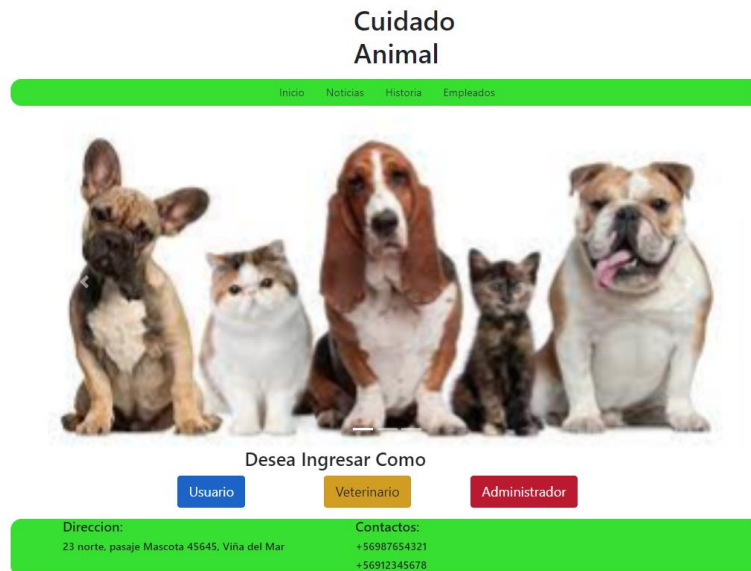 Cuidado
Animal
Inicio Noticias Historia Empleados
Desea Ingresar Como
Usuario Veterinario Administrador
Direccion: Contactos:
23 norte, pasaje Mascota 45645, Viña del Mar +56987654321
+56912345678